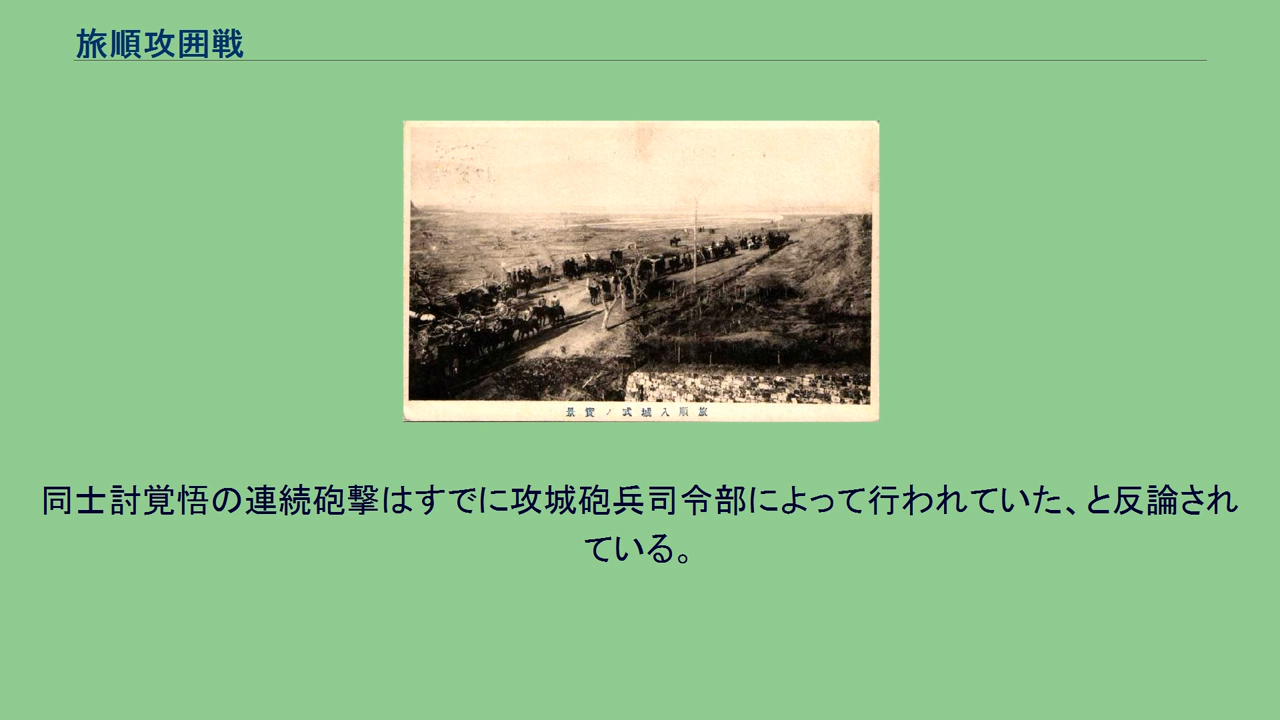 旅順攻囲戦
旅順入城式ノ實景
同士討覚悟の連続砲撃はすでに攻城砲兵司令部によって行われていた、と反論され
ている。